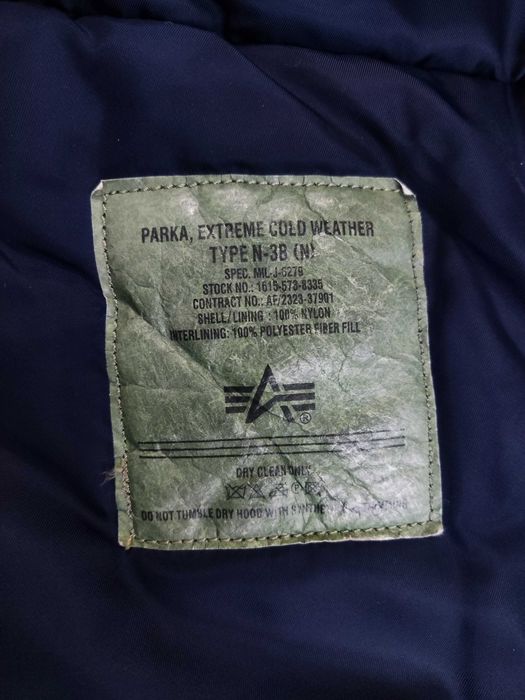 PARKA, EXTREME COLD WEATHER
TYPE N-3B (N)
SPEC. MIL-J-6279
STOCK NO.: 1615-573-8335
CONTRACT NO.: AF/2323-37901
SHELL/LINING : 100% NYLON
INTERLINING: 100% POLYESTER FIBER FILL
®
DRY CLEAN ONLY
DO NOT TUMBLE DRY HOOD WITH